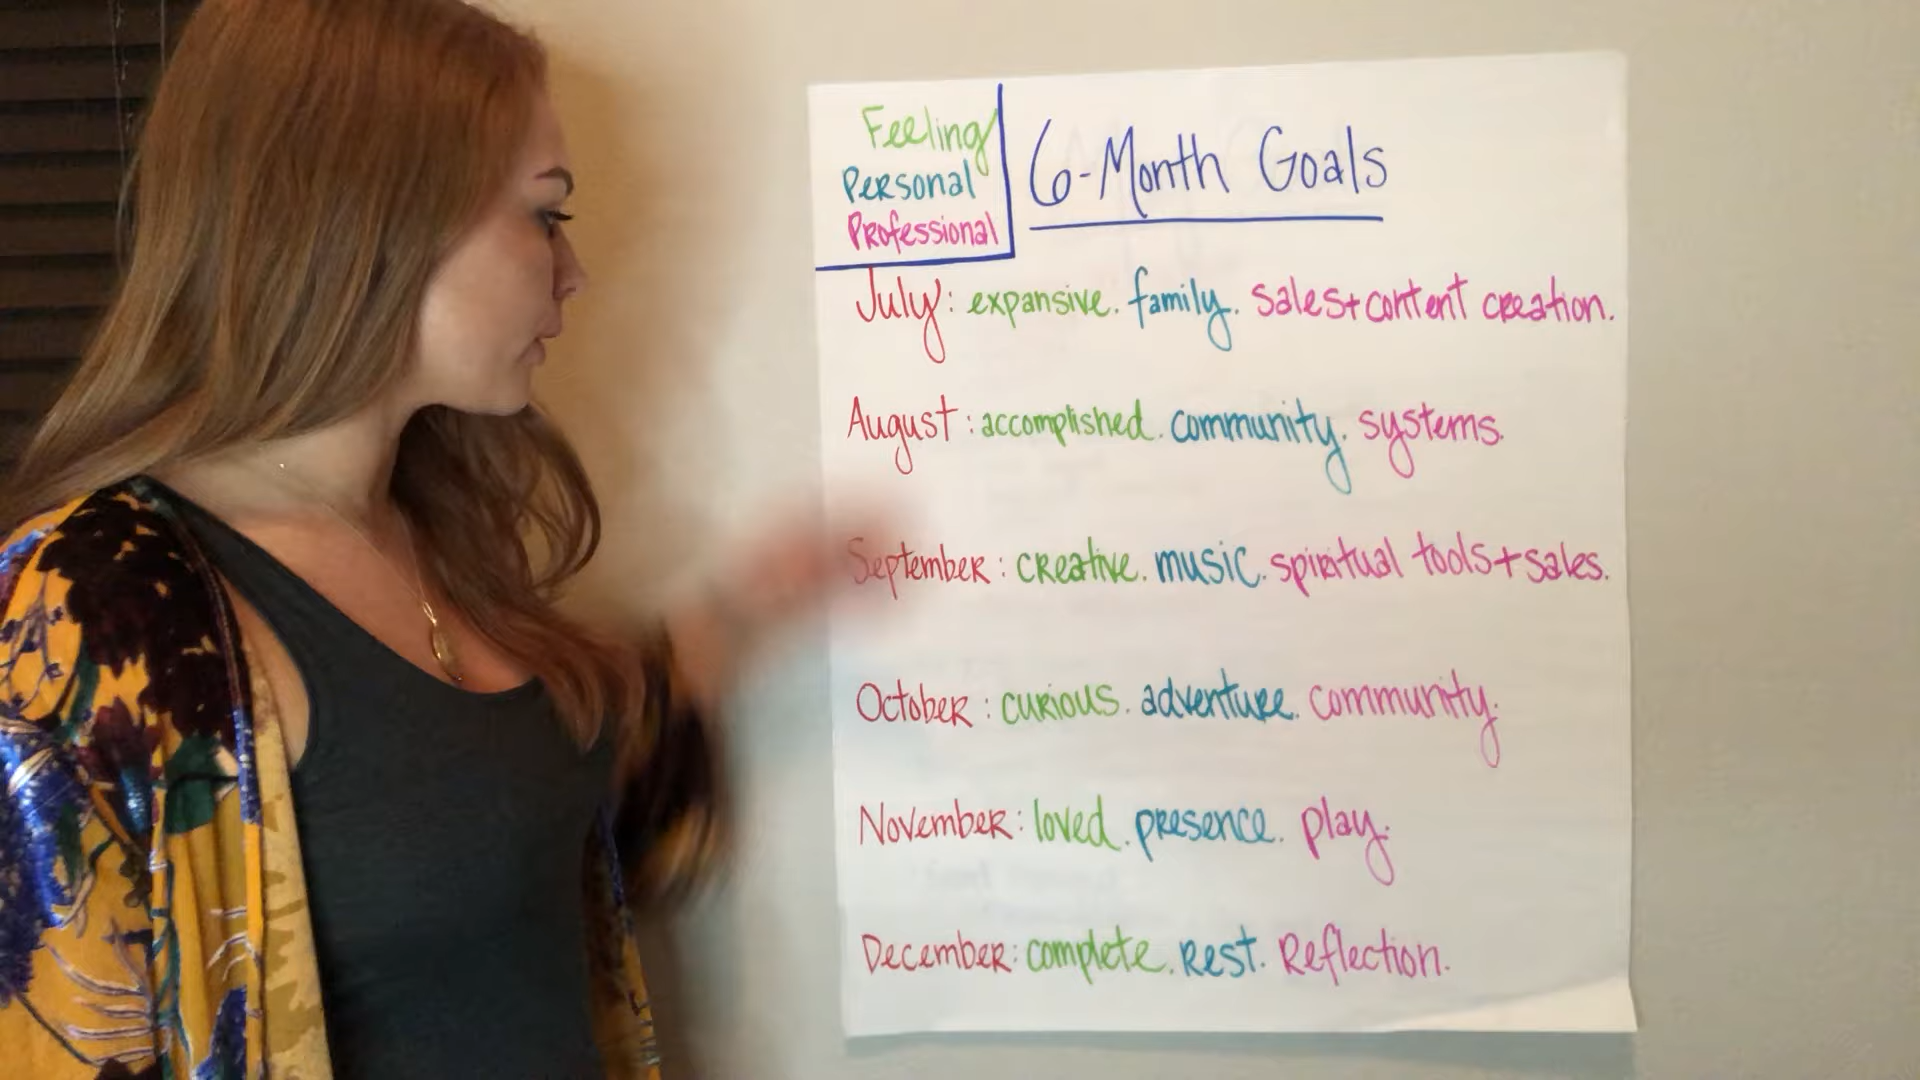 Feeling
Personal
Professional
6-Month Goals
July: expansive. family. sales+content creation.
August: accomplished. community. systems.
September: creative. music. spiritual tools+sales.
October: curious. adventure. community.
November: loved. presence. play.
December: complete. Rest. Reflection.